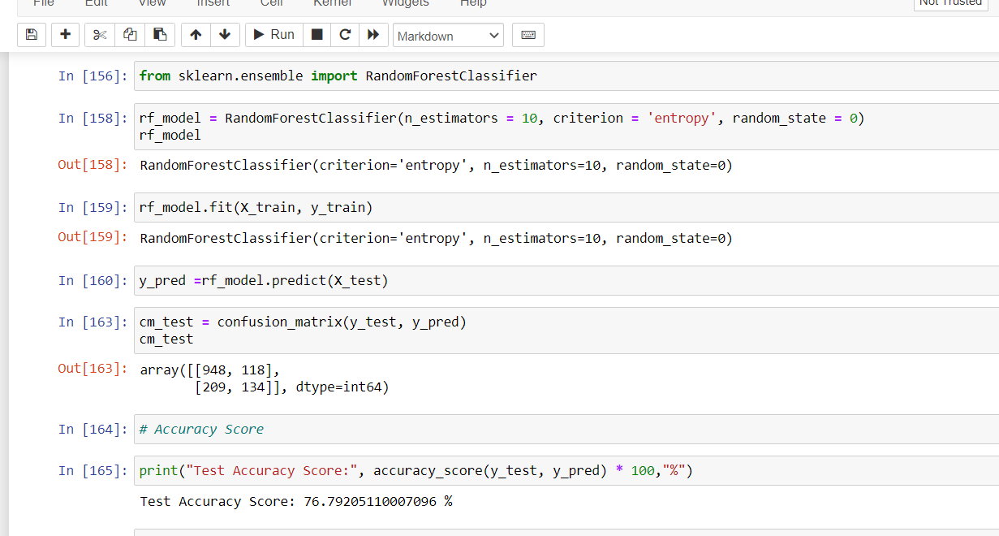 File Edit View Insert Cell Kernel Widgets Help Not Trusted
Run Markdown
In [156]: from sklearn.ensemble import RandomForestClassifier
In [158]: rf_model = RandomForestClassifier(n_estimators = 10, criterion = 'entropy', random_state = 0)
rf_model
Out[158]: RandomForestClassifier(criterion='entropy', n_estimators=10, random_state=0)
In [159]: rf_model.fit(X_train, y_train)
Out[159]: RandomForestClassifier(criterion='entropy', n_estimators=10, random_state=0)
In [160]: y_pred =rf_model.predict(X_test)
In [163]: cm_test = confusion_matrix(y_test, y_pred)
cm_test
Out[163]: array([[948, 118],
[209, 134]], dtype=int64)
In [164]: # Accuracy Score
In [165]: print("Test Accuracy Score:", accuracy_score(y_test, y_pred) * 100,"%")
Test Accuracy Score: 76.79205110007096 %